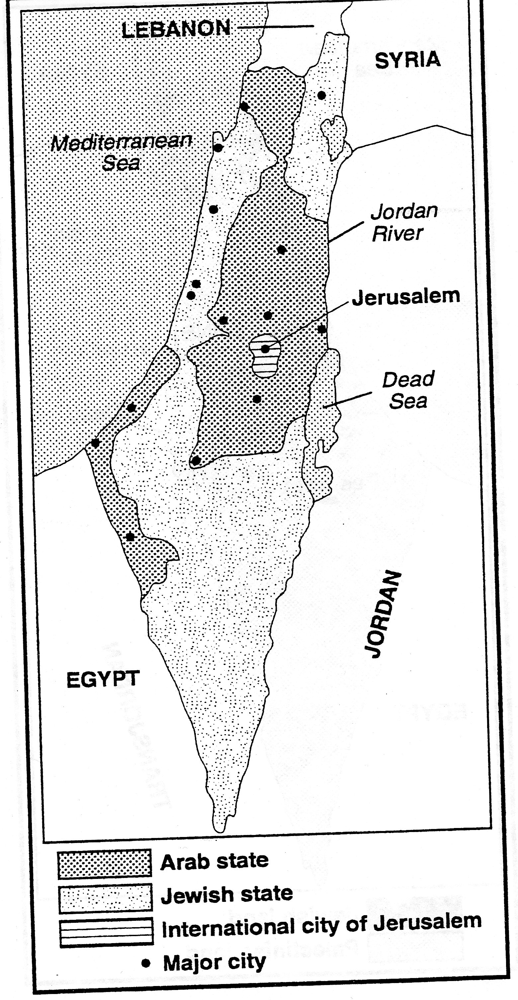 LEBANON
SYRIA
Mediterranean
Sea
Jordan
River
Jerusalem
Dead
Sea
JORDAN
EGYPT
Arab state
Jewish state
International city of Jerusalem
Major city